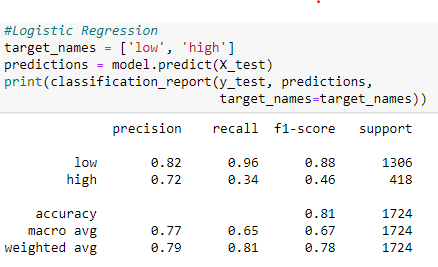 #Logistic Regression
target_names = ['low', 'high']
predictions = model.predict(X_test)
print(classification_report(y_test, predictions,
target_names=target_names))
precision recall f1-score support
low 0.82 0.96 0.88 1306
high 0.72 0.34 0.46 418
accuracy 0.81 1724
macro avg 0.77 0.65 0.67 1724
weighted avg 0.79 0.81 0.78 1724